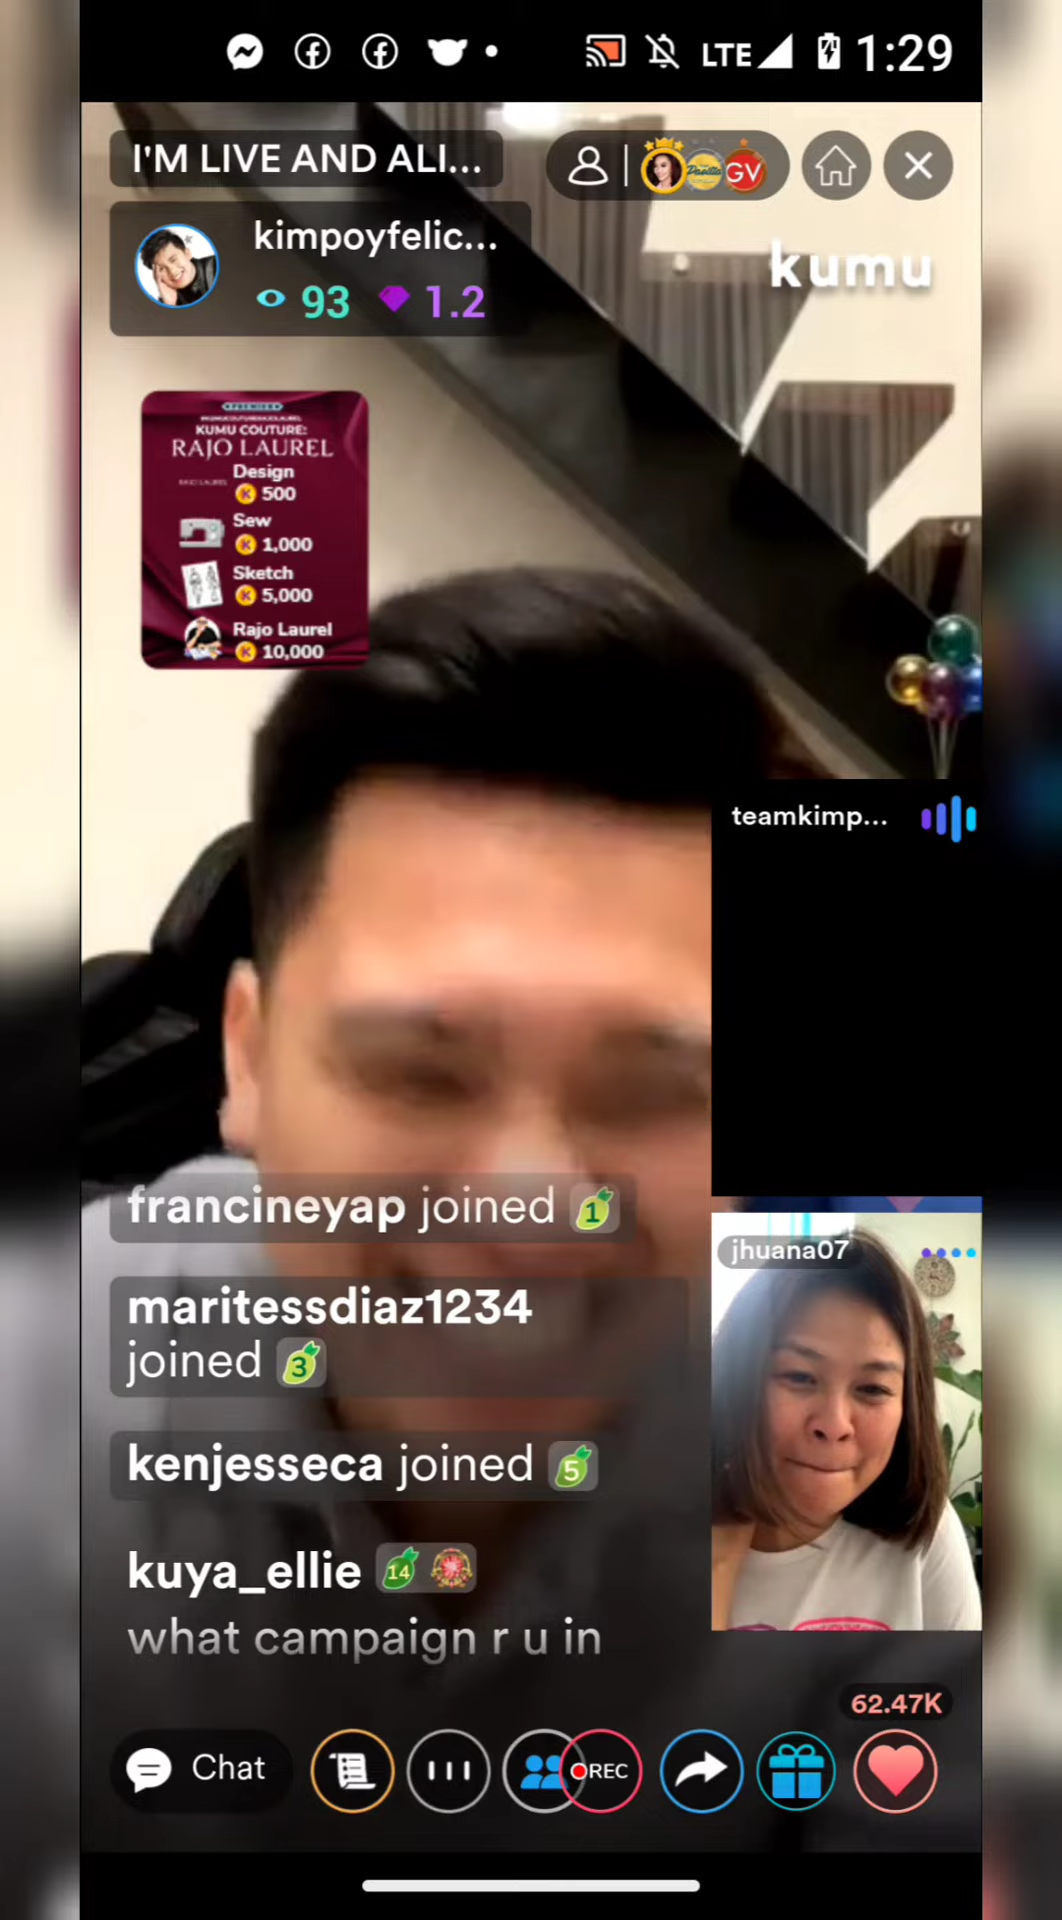 LTE 1:29
I'M LIVE AND ALI...
GV
kimpoyfelic...
93 1.2
kumu
KUMU COUTURE:
RAJO LAUREL
Design
500
Sew
1,000
Sketch
5,000
Rajo Laurel
10,000
teamkimp...
francineyap joined 1
jhuana07
maritessdiaz1234
joined 3
kenjesseca joined 5
kuya_ellie 14
what campaign r u in
62.47K
Chat
REC